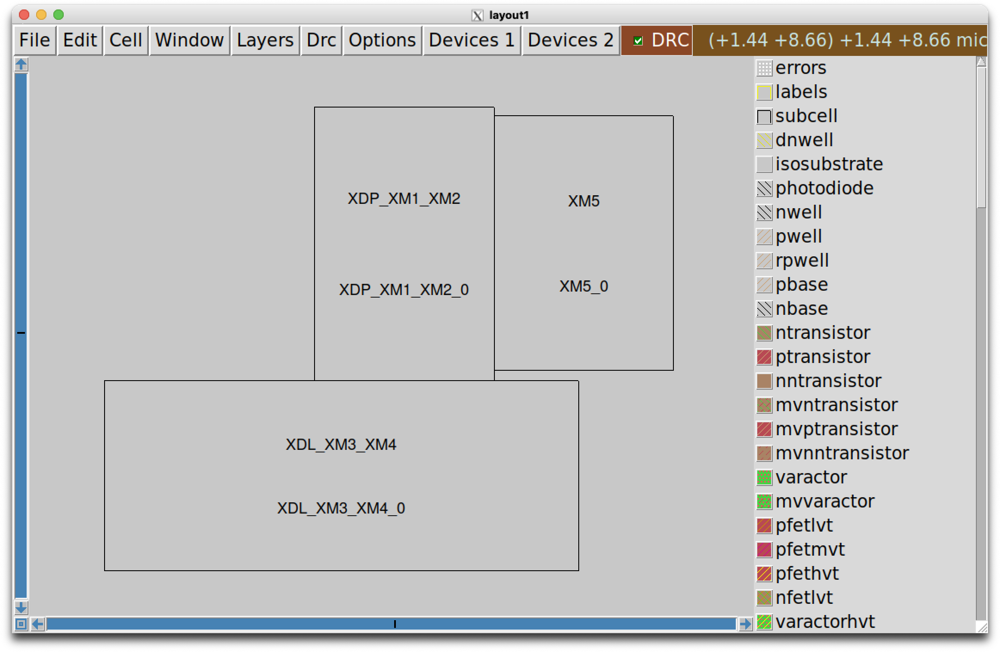 layout1
File Edit Cell Window Layers Drc Options Devices 1 Devices 2 DRC (+1.44 +8.66) +1.44 +8.66 mic
XDP_XM1_XM2
XM5
XDP_XM1_XM2_0
XM5_0
XDL_XM3_XM4
XDL_XM3_XM4_0
errors
labels
subcell
dnwell
isosubstrate
photodiode
nwell
pwell
rpwell
pbase
nbase
ntransistor
ptransistor
nntransistor
mvntransistor
mvptransistor
mvnntransistor
varactor
mvvaractor
pfetlvt
pfetmvt
pfethvt
nfetlvt
varactorhvt